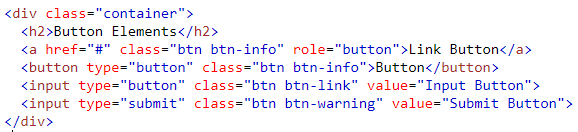 <div class="container">
<h2>Button Elements</h2>
<a href="#" class="btn btn-info" role="button">Link Button</a>
<button type="button" class="btn btn-info">Button</button>
<input type="button" class="btn btn-link" value="Input Button">
<input type="submit" class="btn btn-warning" value="Submit Button">
</div>